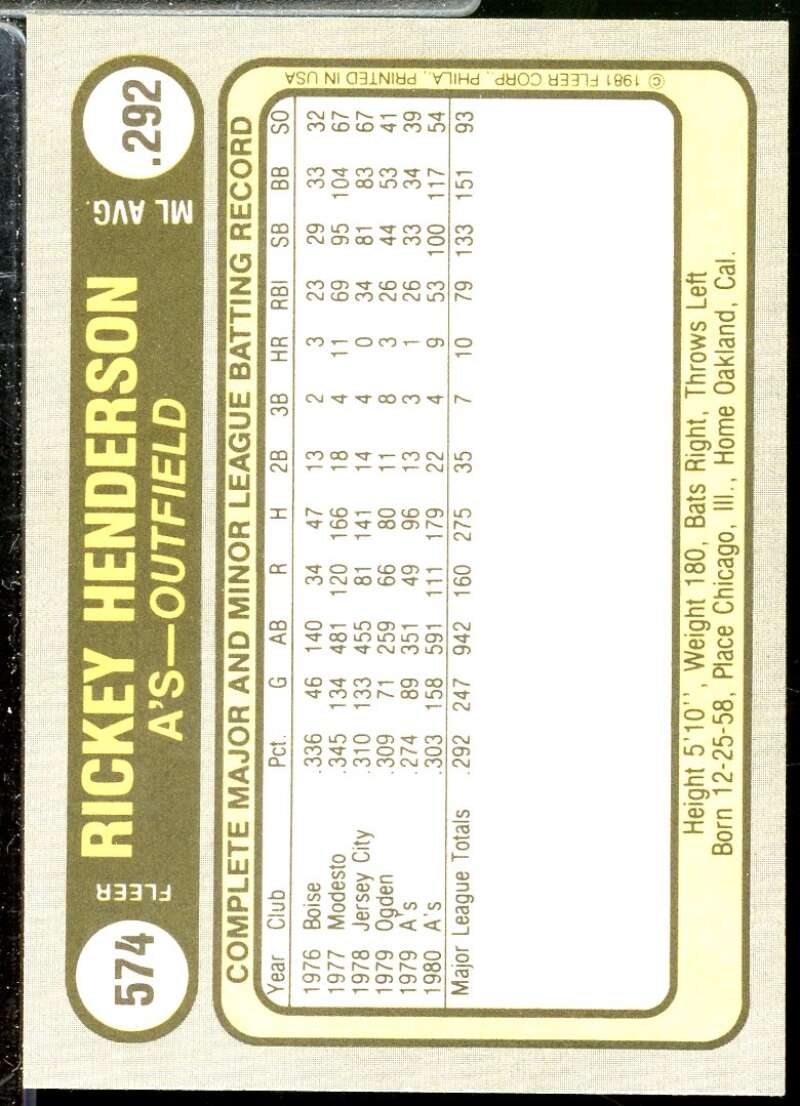 574 FLEER RICKEY HENDERSON ML AVG. .292
A'S—OUTFIELD
COMPLETE MAJOR AND MINOR LEAGUE BATTING RECORD
Year Club Pct. G AB R H 2B 3B HR RBI SB BB SO
1976 Boise .336 46 140 34 47 13 2 3 23 29 33 32
1977 Modesto .345 134 481 120 166 18 4 11 69 95 104 67
1978 Jersey City .310 133 455 81 141 14 4 0 34 81 83 67
1979 Ogden .309 71 259 66 80 11 8 3 26 44 53 41
1979 A's .274 89 351 49 96 13 3 1 26 33 34 39
1980 A's .303 158 591 111 179 22 4 9 53 100 117 54
Major League Totals .292 247 942 160 275 35 7 10 79 133 151 93
Height 5'10'', Weight 180, Bats Right, Throws Left
Born 12-25-58, Place Chicago, Ill., Home Oakland, Cal.
© 1981 FLEER CORP., PHILA., PRINTED IN USA